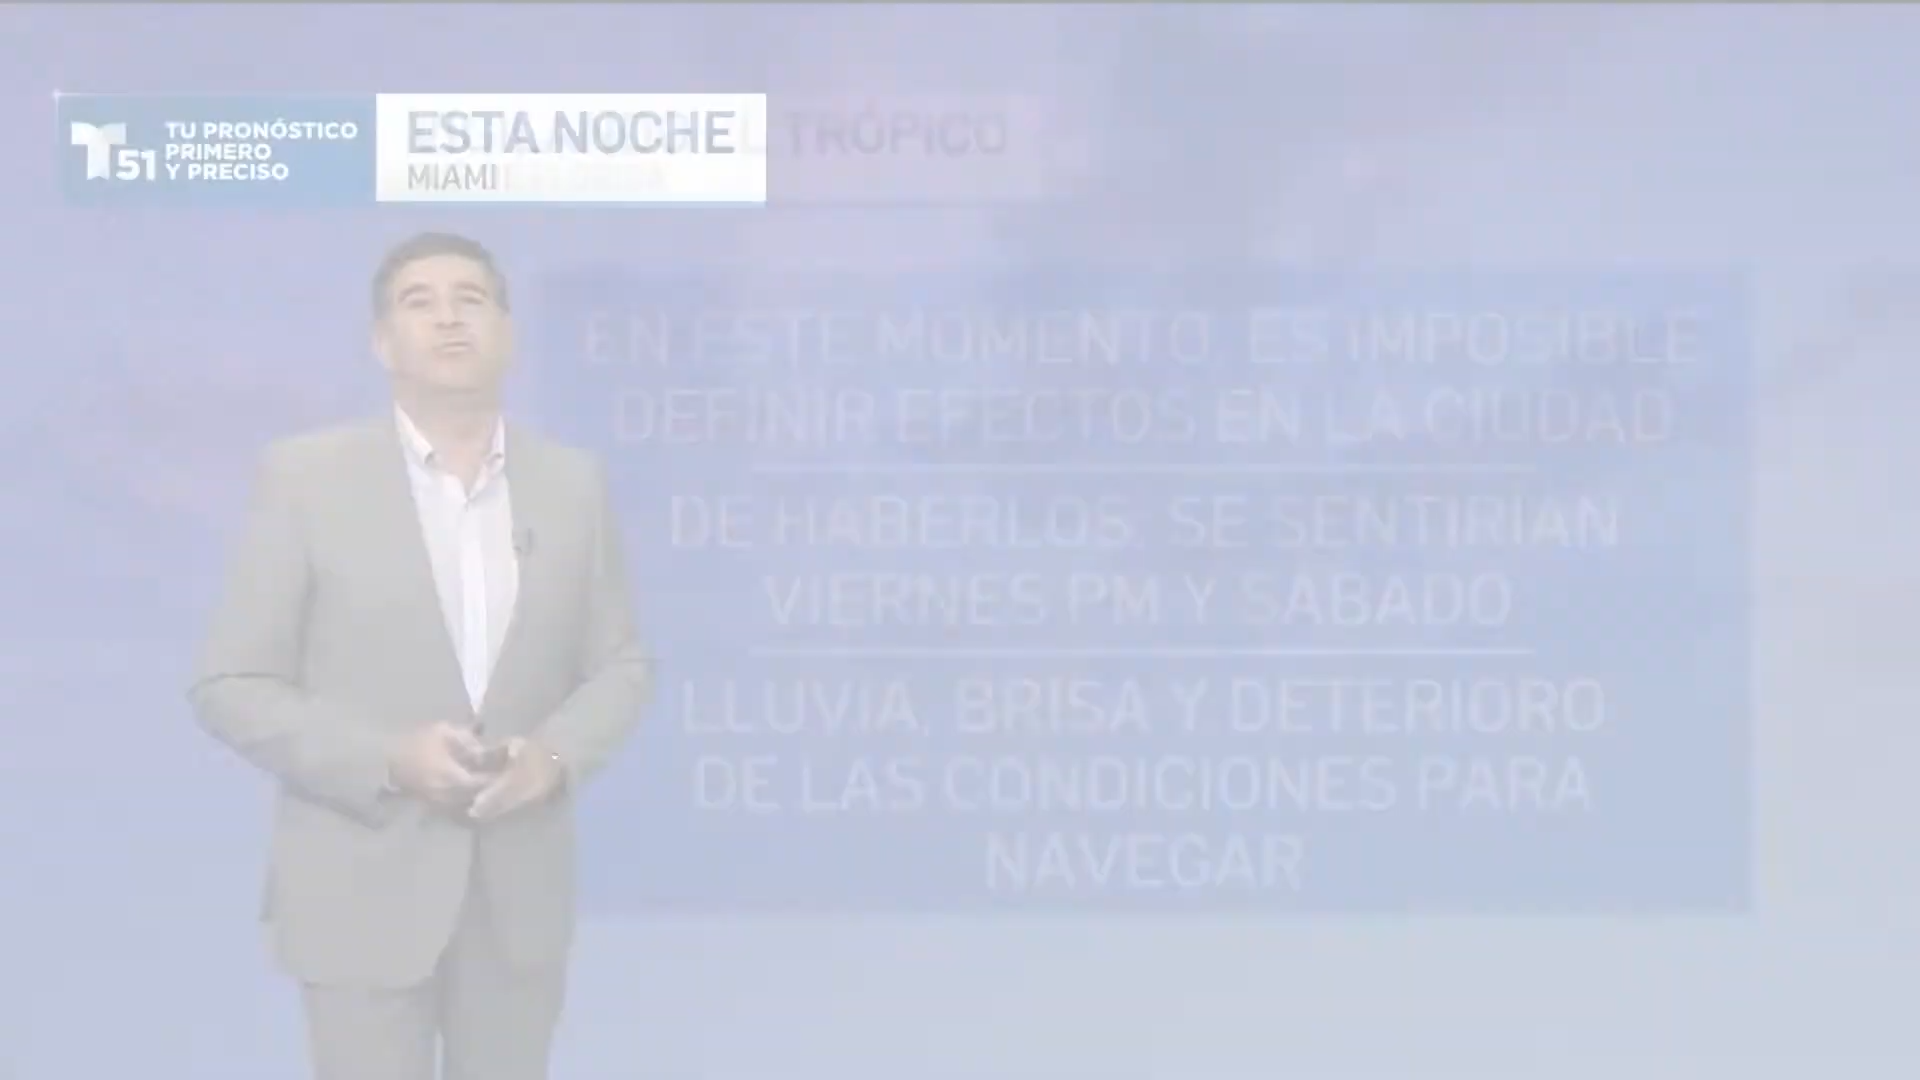 TU PRONÓSTICO
PRIMERO
Y PRECISO
51
ESTA NOCHE
TRÓPICO
MIAMI
EN ESTE MOMENTO, ES IMPOSIBLE
DEFINIR EFECTOS EN LA CIUDAD
DE HABERLOS, SE SENTIRIAN
VIERNES PM Y SABADO
LLUVIA, BRISA Y DETERIORO
DE LAS CONDICIONES PARA
NAVEGAR